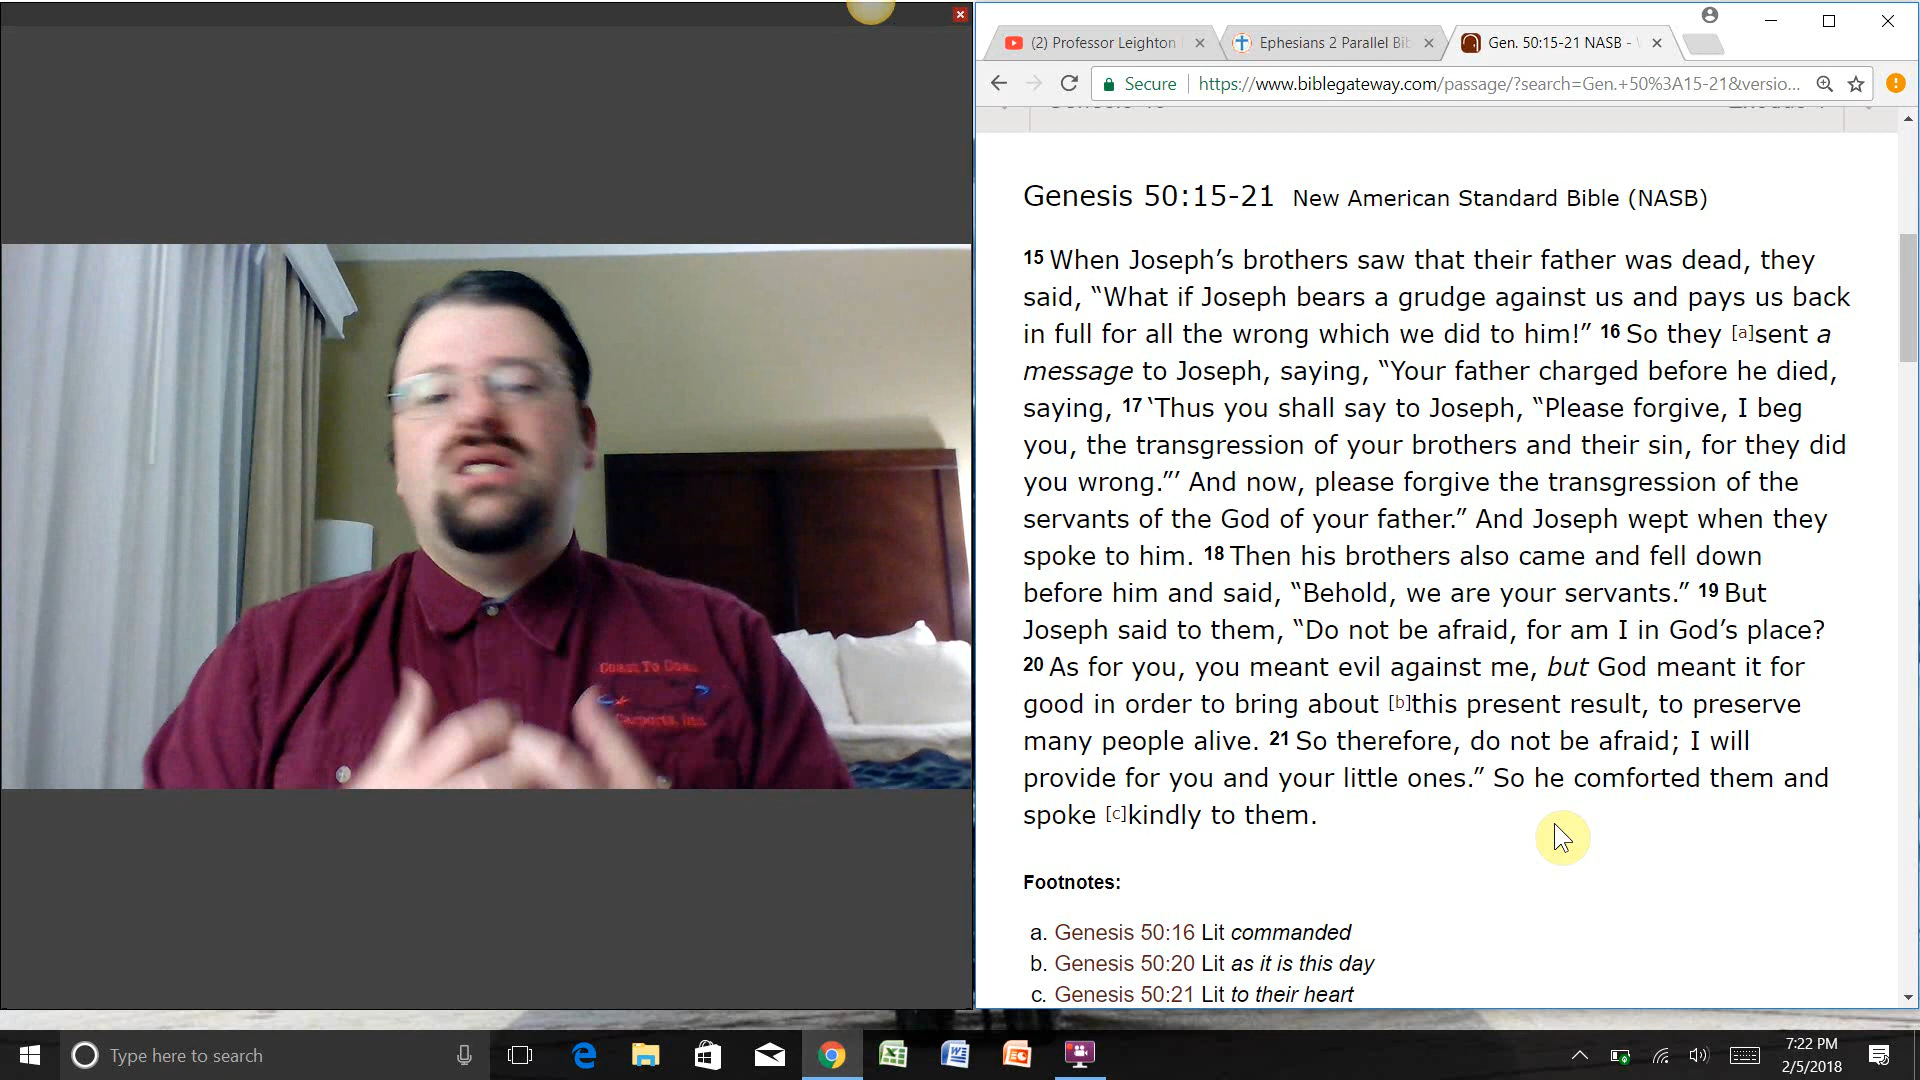 (2) Professor Leighton
Ephesians 2 Parallel Bib
Gen. 50:15-21 NASB -
Secure
https://www.biblegateway.com/passage/?search=Gen.+50%3A15-21&versio...
Genesis 50:15-21 New American Standard Bible (NASB)
15 When Joseph’s brothers saw that their father was dead, they
said, “What if Joseph bears a grudge against us and pays us back
in full for all the wrong which we did to him!” 16 So they [a]sent a
message to Joseph, saying, “Your father charged before he died,
saying, 17 ‘Thus you shall say to Joseph, “Please forgive, I beg
you, the transgression of your brothers and their sin, for they did
you wrong.”’ And now, please forgive the transgression of the
servants of the God of your father.” And Joseph wept when they
spoke to him. 18 Then his brothers also came and fell down
before him and said, “Behold, we are your servants.” 19 But
Joseph said to them, “Do not be afraid, for am I in God’s place?
20 As for you, you meant evil against me, but God meant it for
good in order to bring about [b]this present result, to preserve
many people alive. 21 So therefore, do not be afraid; I will
provide for you and your little ones.” So he comforted them and
spoke [c]kindly to them.
Footnotes:
a. Genesis 50:16 Lit commanded
b. Genesis 50:20 Lit as it is this day
c. Genesis 50:21 Lit to their heart
Coast To Coast
Carports, Inc.
Type here to search
7:22 PM
2/5/2018